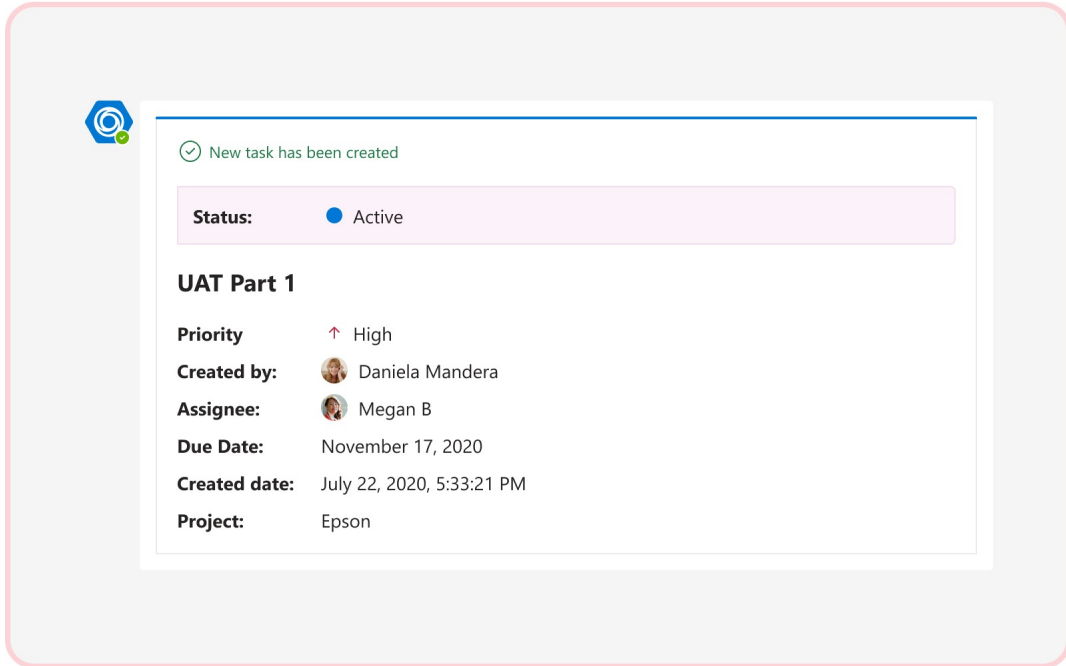 New task has been created
Status: Active
UAT Part 1
Priority High
Created by: Daniela Mandera
Assignee: Megan B
Due Date: November 17, 2020
Created date: July 22, 2020, 5:33:21 PM
Project: Epson